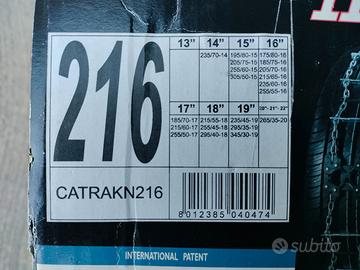 216
13" 14" 15" 16"
235/70-14 195/80-15 175/80-16
205/75-15 185/75-16
255/60-15 205/70-16
305/50-15 215/65-16
235/60-16
255/55-16
17" 18" 19" 20"- 21"- 22"
185/70-17 215/55-18 235/45-19 265/35-20
215/60-17 255/45-18 295/35-19
255/50-17 295/40-18 345/30-19
CATRAKN216
8 012385 040474
INTERNATIONAL PATENT
subito